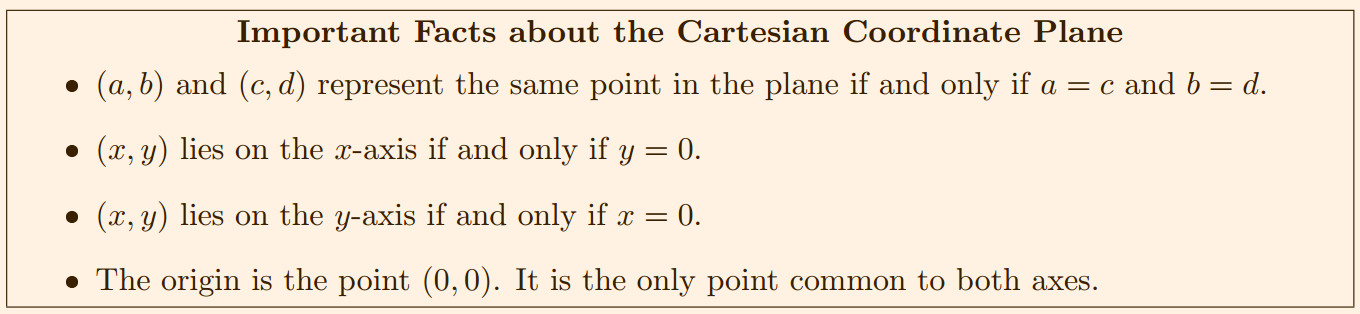 Important Facts about the Cartesian Coordinate Plane
• (a, b) and (c, d) represent the same point in the plane if and only if a = c and b = d.
• (x, y) lies on the x-axis if and only if y = 0.
• (x, y) lies on the y-axis if and only if x = 0.
• The origin is the point (0, 0). It is the only point common to both axes.